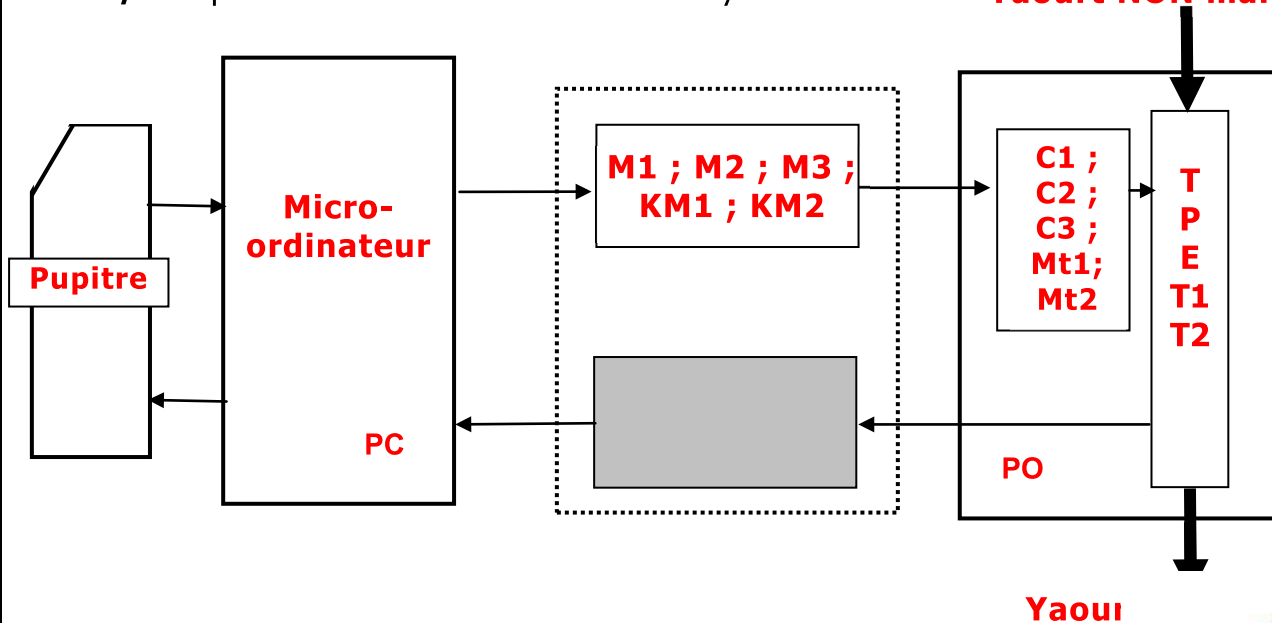 Pupitre
Micro-
ordinateur
PC
M1 ; M2 ; M3 ;
KM1 ; KM2
C1 ;
C2 ;
C3 ;
Mt1;
Mt2
T
P
E
T1
T2
PO